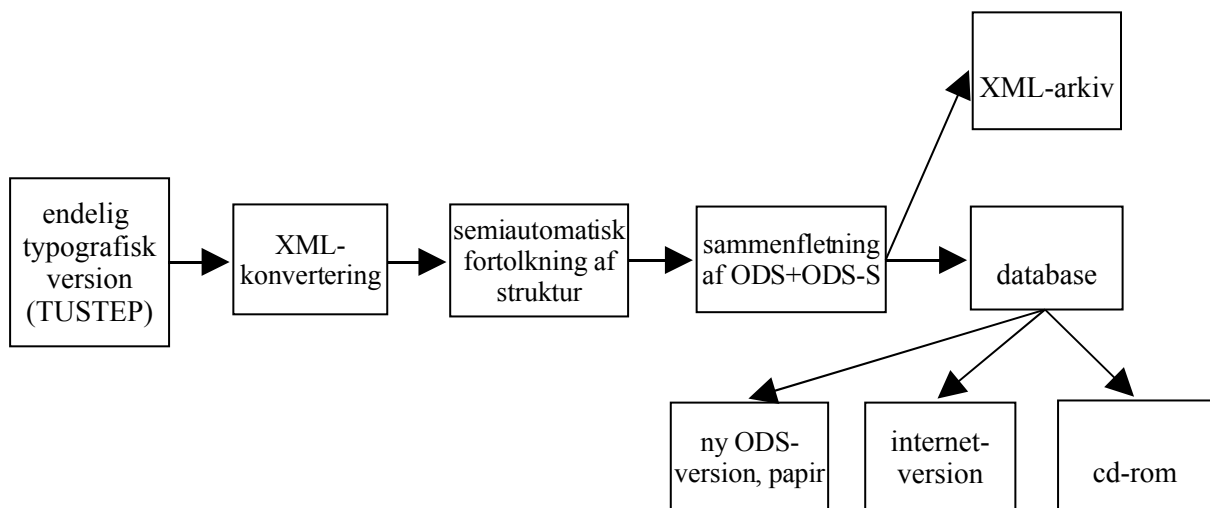 XML-arkiv
endelig
typografisk
version
(TUSTEP)
XML-
konvertering
semiautomatisk
fortolkning af
struktur
sammenfletning
af ODS+ODS-S
database
ny ODS-
version, papir
internet-
version
cd-rom